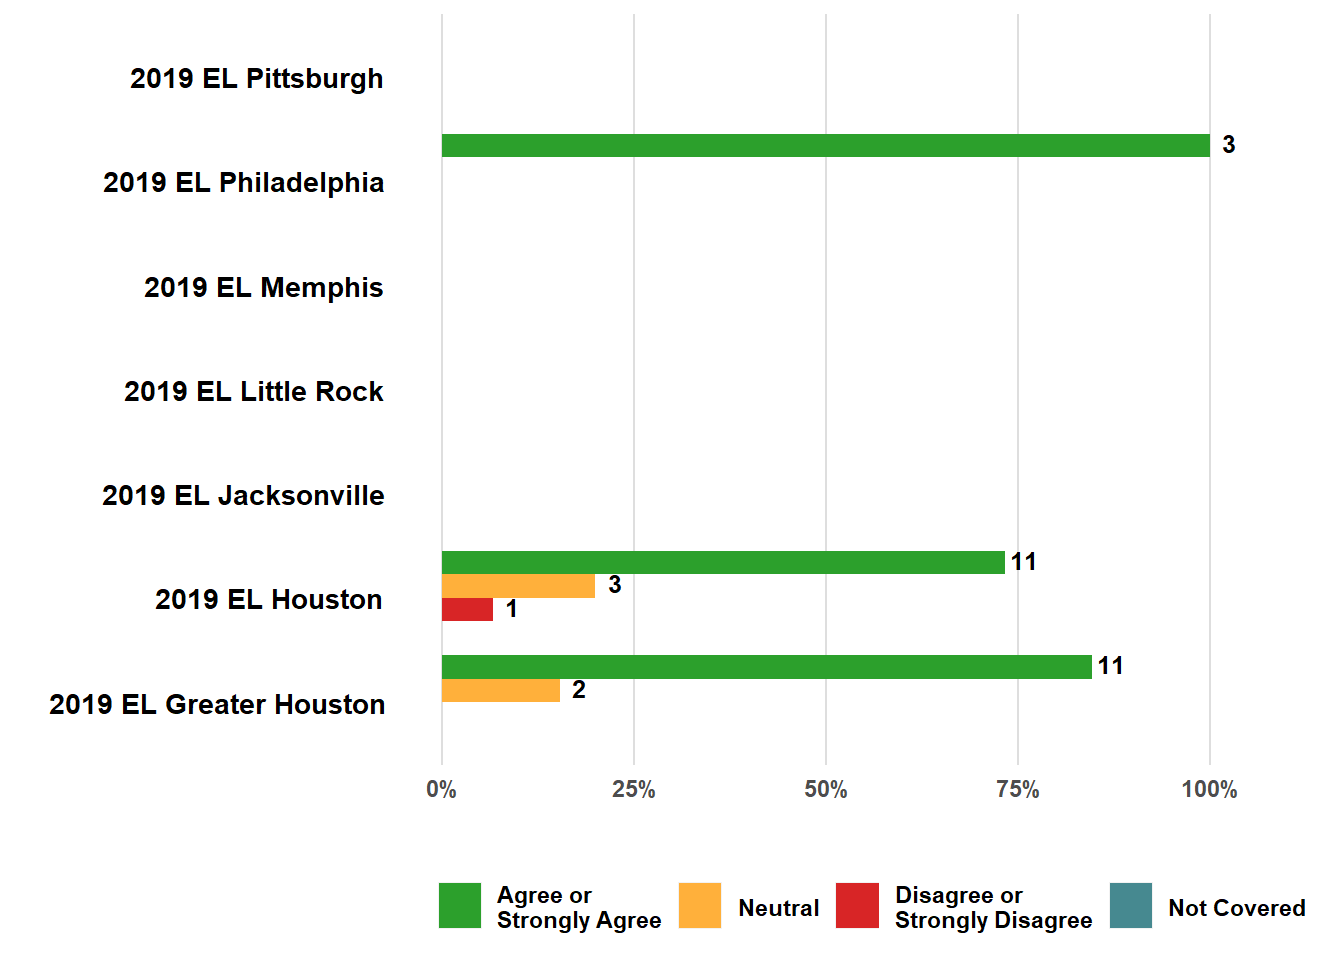 2019 EL Pittsburgh
3
2019 EL Philadelphia
2019 EL Memphis
2019 EL Little Rock
2019 EL Jacksonville
11
3
2019 EL Houston
1
11
2
2019 EL Greater Houston
0%
25%
50%
75%
100%
Agree or
Strongly Agree
Neutral
Disagree or
Strongly Disagree
Not Covered